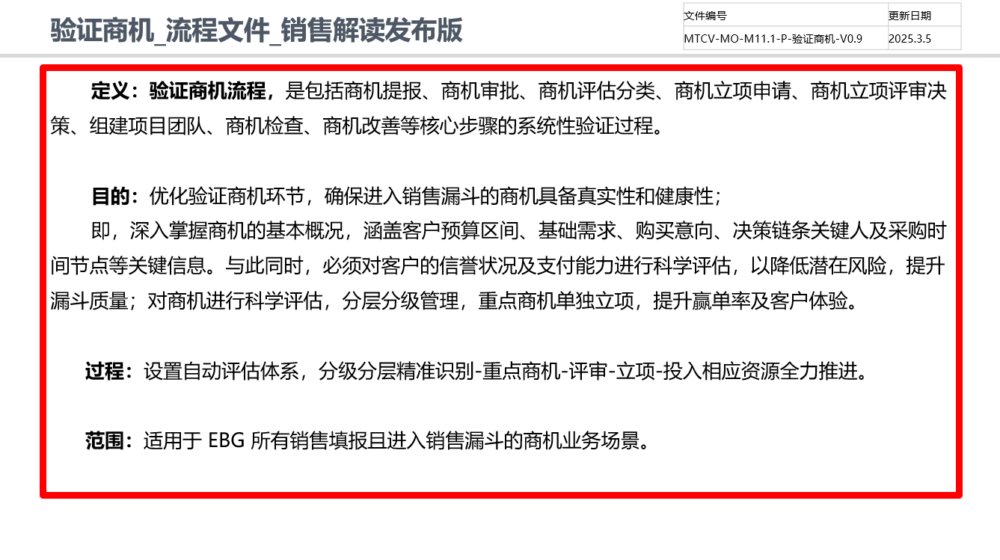 验证商机_流程文件_销售解读发布版
文件编号 更新日期
MTCV-MO-M11.1-P-验证商机-V0.9 2025.3.5
定义：验证商机流程，是包括商机提报、商机审批、商机评估分类、商机立项申请、商机立项评审决
策、组建项目团队、商机检查、商机改善等核心步骤的系统性验证过程。
目的：优化验证商机环节，确保进入销售漏斗的商机具备真实性和健康性；
即，深入掌握商机的基本概况，涵盖客户预算区间、基础需求、购买意向、决策链条关键人及采购时
间节点等关键信息。与此同时，必须对客户的信誉状况及支付能力进行科学评估，以降低潜在风险，提升
漏斗质量；对商机进行科学评估，分层分级管理，重点商机单独立项，提升赢单率及客户体验。
过程：设置自动评估体系，分级分层精准识别-重点商机-评审-立项-投入相应资源全力推进。
范围：适用于 EBG 所有销售填报且进入销售漏斗的商机业务场景。